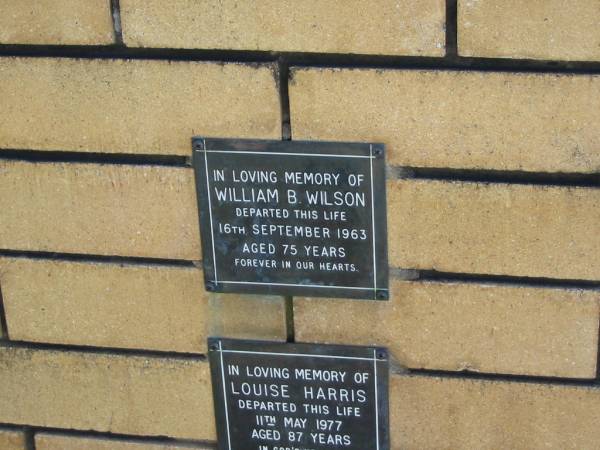 IN LOVING MEMORY OF
WILLIAM B. WILSON
DEPARTED THIS LIFE
16TH SEPTEMBER 1963
AGED 75 YEARS
FOREVER IN OUR HEARTS.
IN LOVING MEMORY OF
LOUISE HARRIS
DEPARTED THIS LIFE
11TH MAY 1977
AGED 87 YEARS